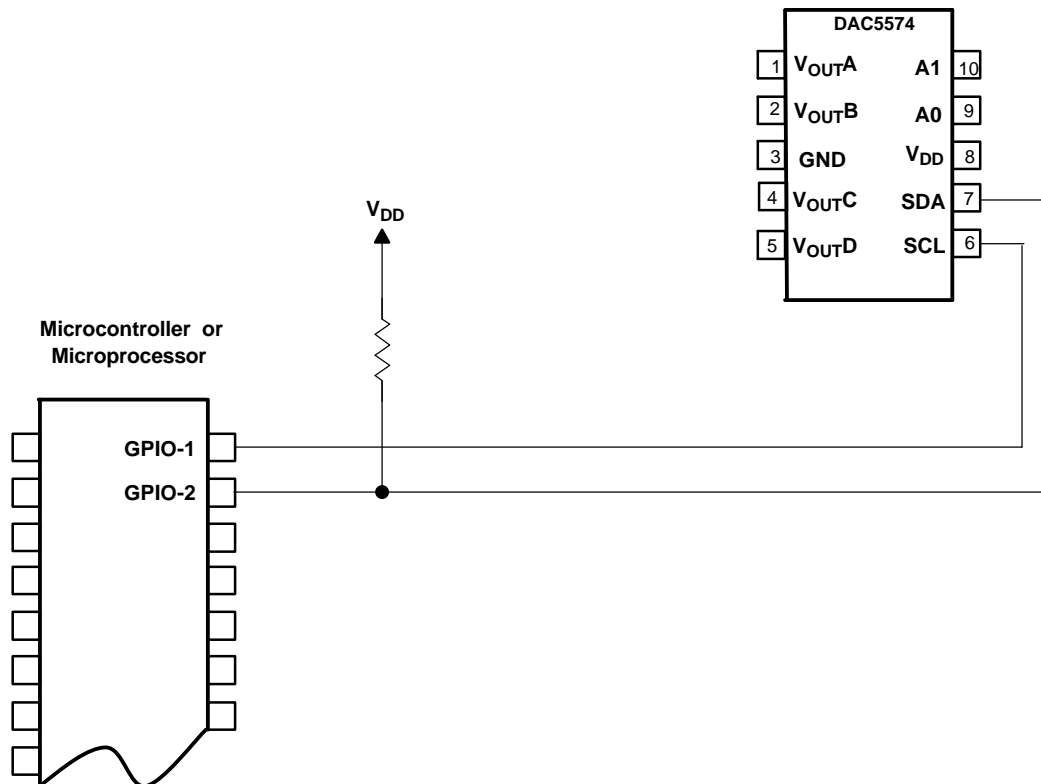 DAC5574
1 VOUTA A1 10
2 VOUTB A0 9
3 GND VDD 8
4 VOUTC SDA 7
5 VOUTD SCL 6
VDD
Microcontroller or
Microprocessor
GPIO-1
GPIO-2